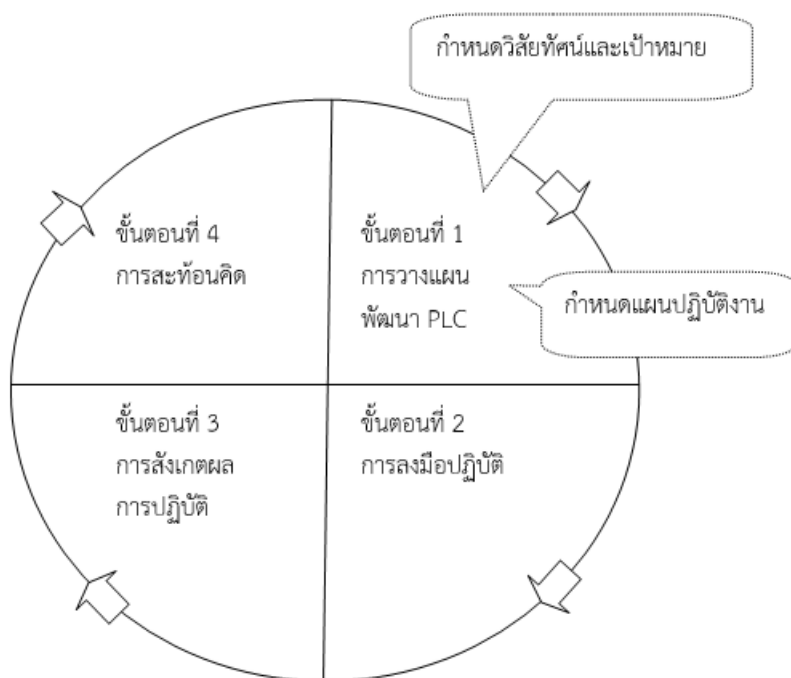 กำหนดวิสัยทัศน์และเป้าหมาย
ขั้นตอนที่ 4
การสะท้อนคิด
ขั้นตอนที่ 1
การวางแผน
พัฒนา PLC
กำหนดแผนปฏิบัติงาน
ขั้นตอนที่ 3
การสังเกตผล
การปฏิบัติ
ขั้นตอนที่ 2
การลงมือปฏิบัติ